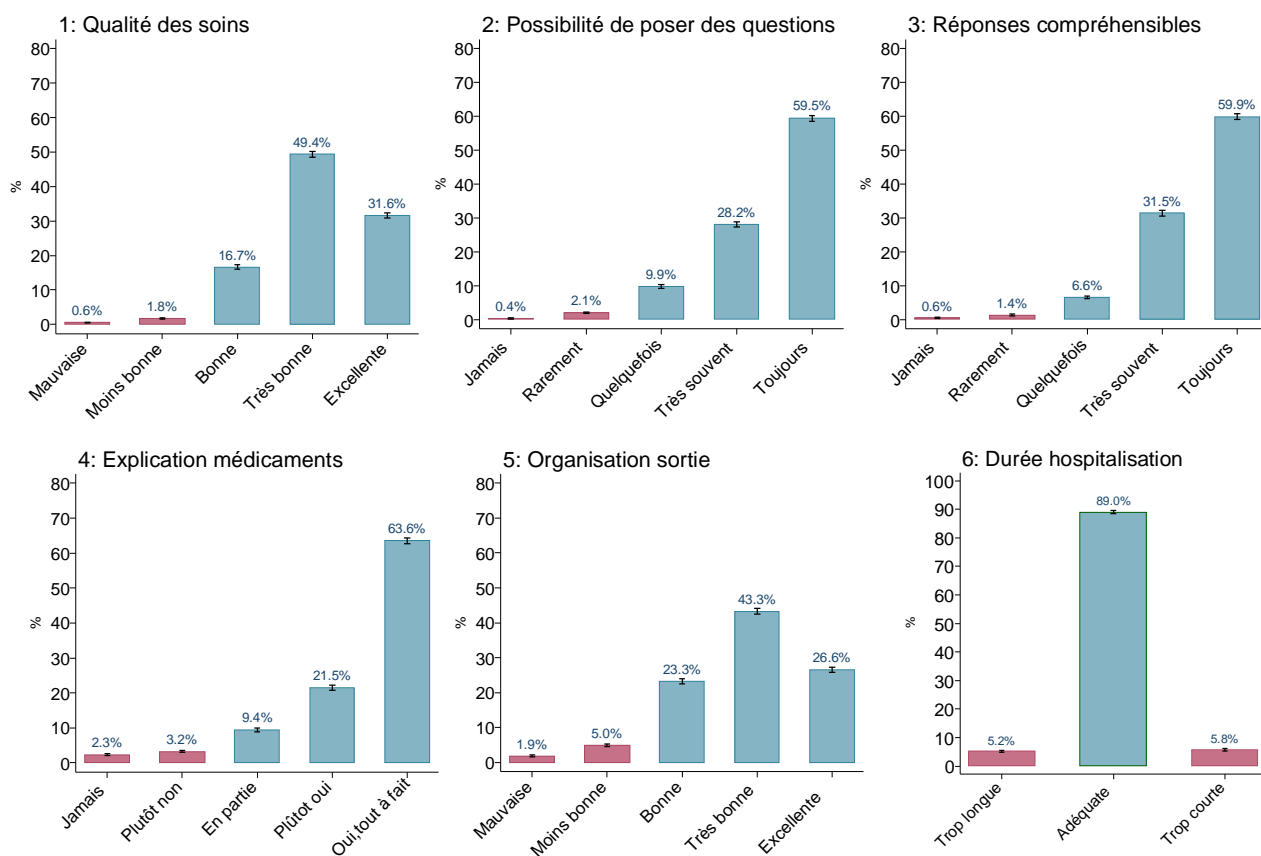 1: Qualité des soins
80
70
60
50
40
30
20
10
0
%
0.6%
1.8%
16.7%
49.4%
31.6%
Mauvaise
Moins bonne
Bonne
Très bonne
Excellente
2: Possibilité de poser des questions
80
70
60
50
40
30
20
10
0
%
0.4%
2.1%
9.9%
28.2%
59.5%
Jamais
Rarement
Quelquefois
Très souvent
Toujours
3: Réponses compréhensibles
80
70
60
50
40
30
20
10
0
%
0.6%
1.4%
6.6%
31.5%
59.9%
Jamais
Rarement
Quelquefois
Très souvent
Toujours
4: Explication médicaments
80
70
60
50
40
30
20
10
0
%
2.3%
3.2%
9.4%
21.5%
63.6%
Jamais
Plutôt non
En partie
Plûtot oui
Oui,tout à fait
5: Organisation sortie
80
70
60
50
40
30
20
10
0
%
1.9%
5.0%
23.3%
43.3%
26.6%
Mauvaise
Moins bonne
Bonne
Très bonne
Excellente
6: Durée hospitalisation
100
90
80
70
60
50
40
30
20
10
0
%
5.2%
89.0%
5.8%
Trop longue
Adéquate
Trop courte